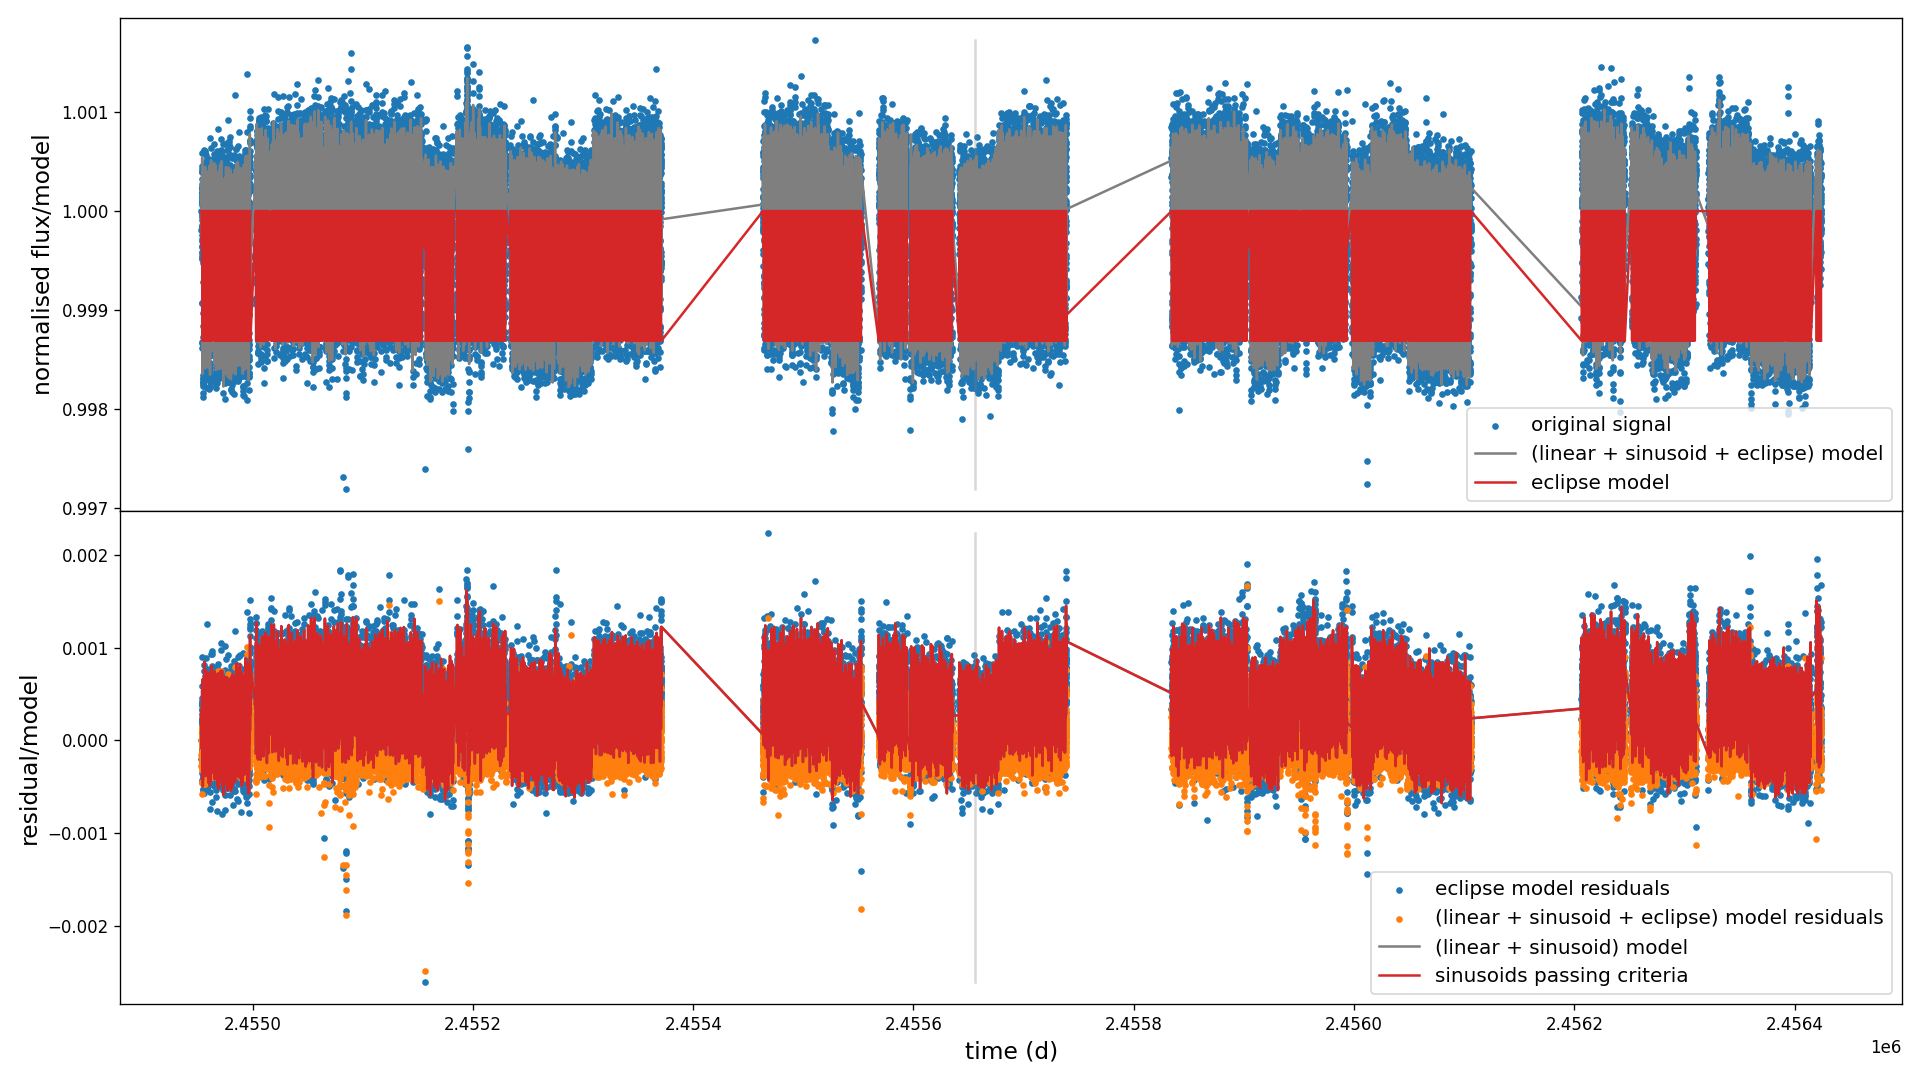 normalised flux/model
1.001
1.000
0.999
0.998
0.997
original signal
(linear + sinusoid + eclipse) model
eclipse model
residual/model
0.002
0.001
0.000
−0.001
−0.002
eclipse model residuals
(linear + sinusoid + eclipse) model residuals
(linear + sinusoid) model
sinusoids passing criteria
2.4550 2.4552 2.4554 2.4556 2.4558 2.4560 2.4562 2.4564
1e6
time (d)